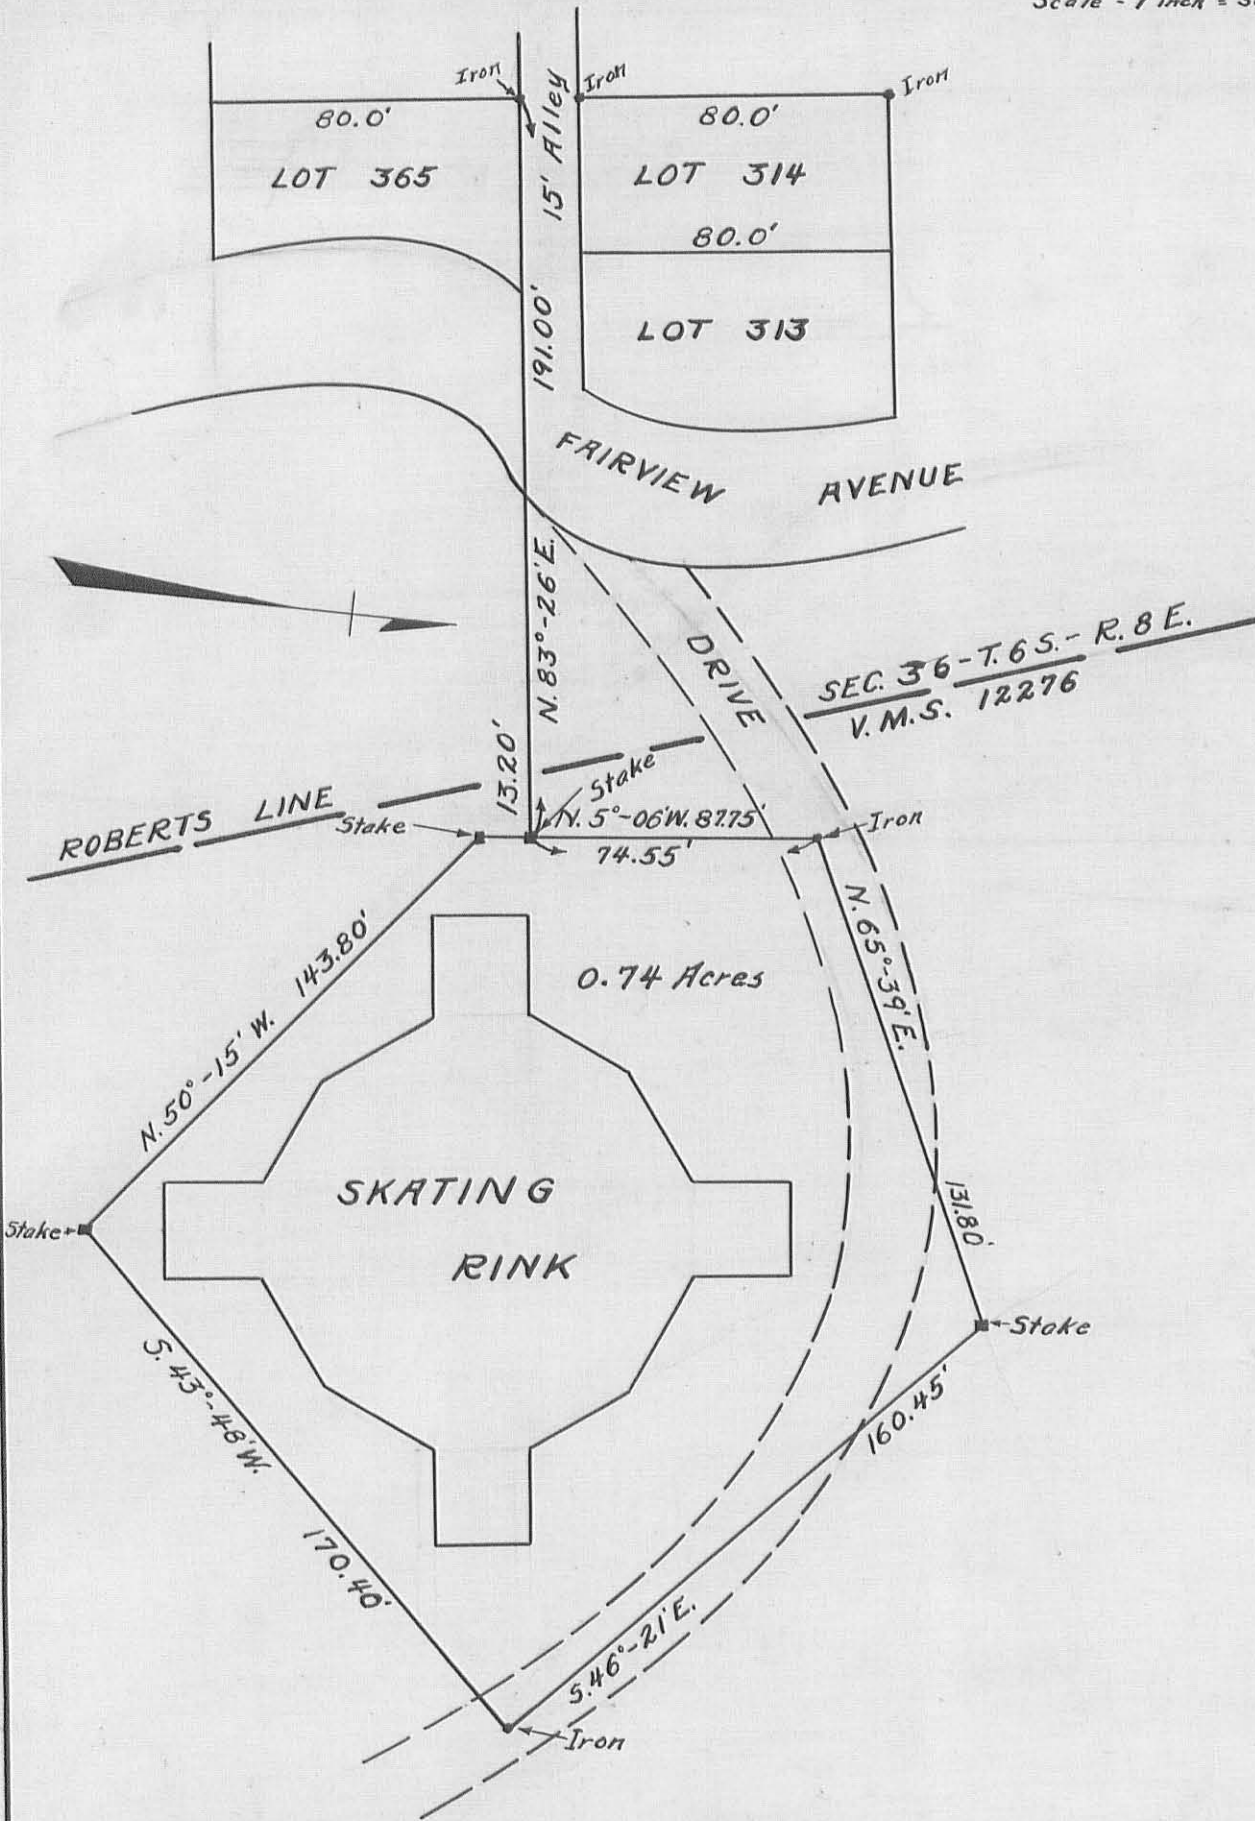 Scale - 1 inch =
Iron
15' Alley
Iron
Iron
80.0'
LOT 365
80.0'
LOT 314
80.0'
LOT 313
191.00'
FAIRVIEW AVENUE
N. 83°-26' E.
DRIVE
SEC. 36 - T. 6 S. - R. 8 E.
V. M. S. 12276
13.20'
Stake
ROBERTS LINE
Stake
N. 5°-06' W. 87.75'
74.55'
Iron
N. 65°-39' E.
131.80'
N. 50°-15' W. 143.80'
0.74 Acres
SKATING
RINK
Stake
Stake
S. 43°-48' W.
170.40'
160.45'
S. 46°-21' E.
Iron